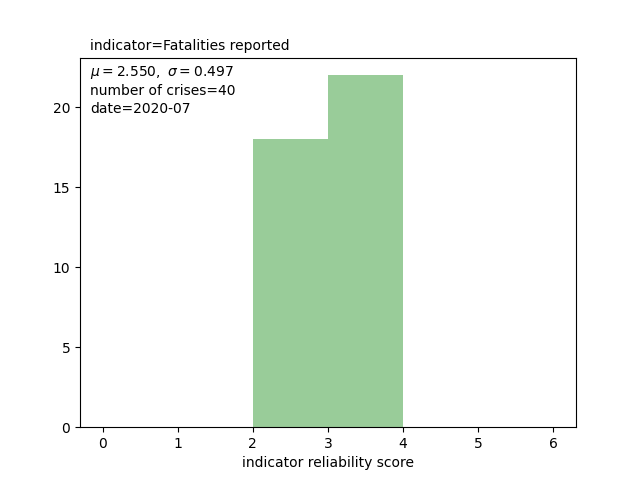 indicator=Fatalities reported
μ = 2.550, σ = 0.497
number of crises=40
date=2020-07
20
15
10
5
0
0 1 2 3 4 5 6
indicator reliability score